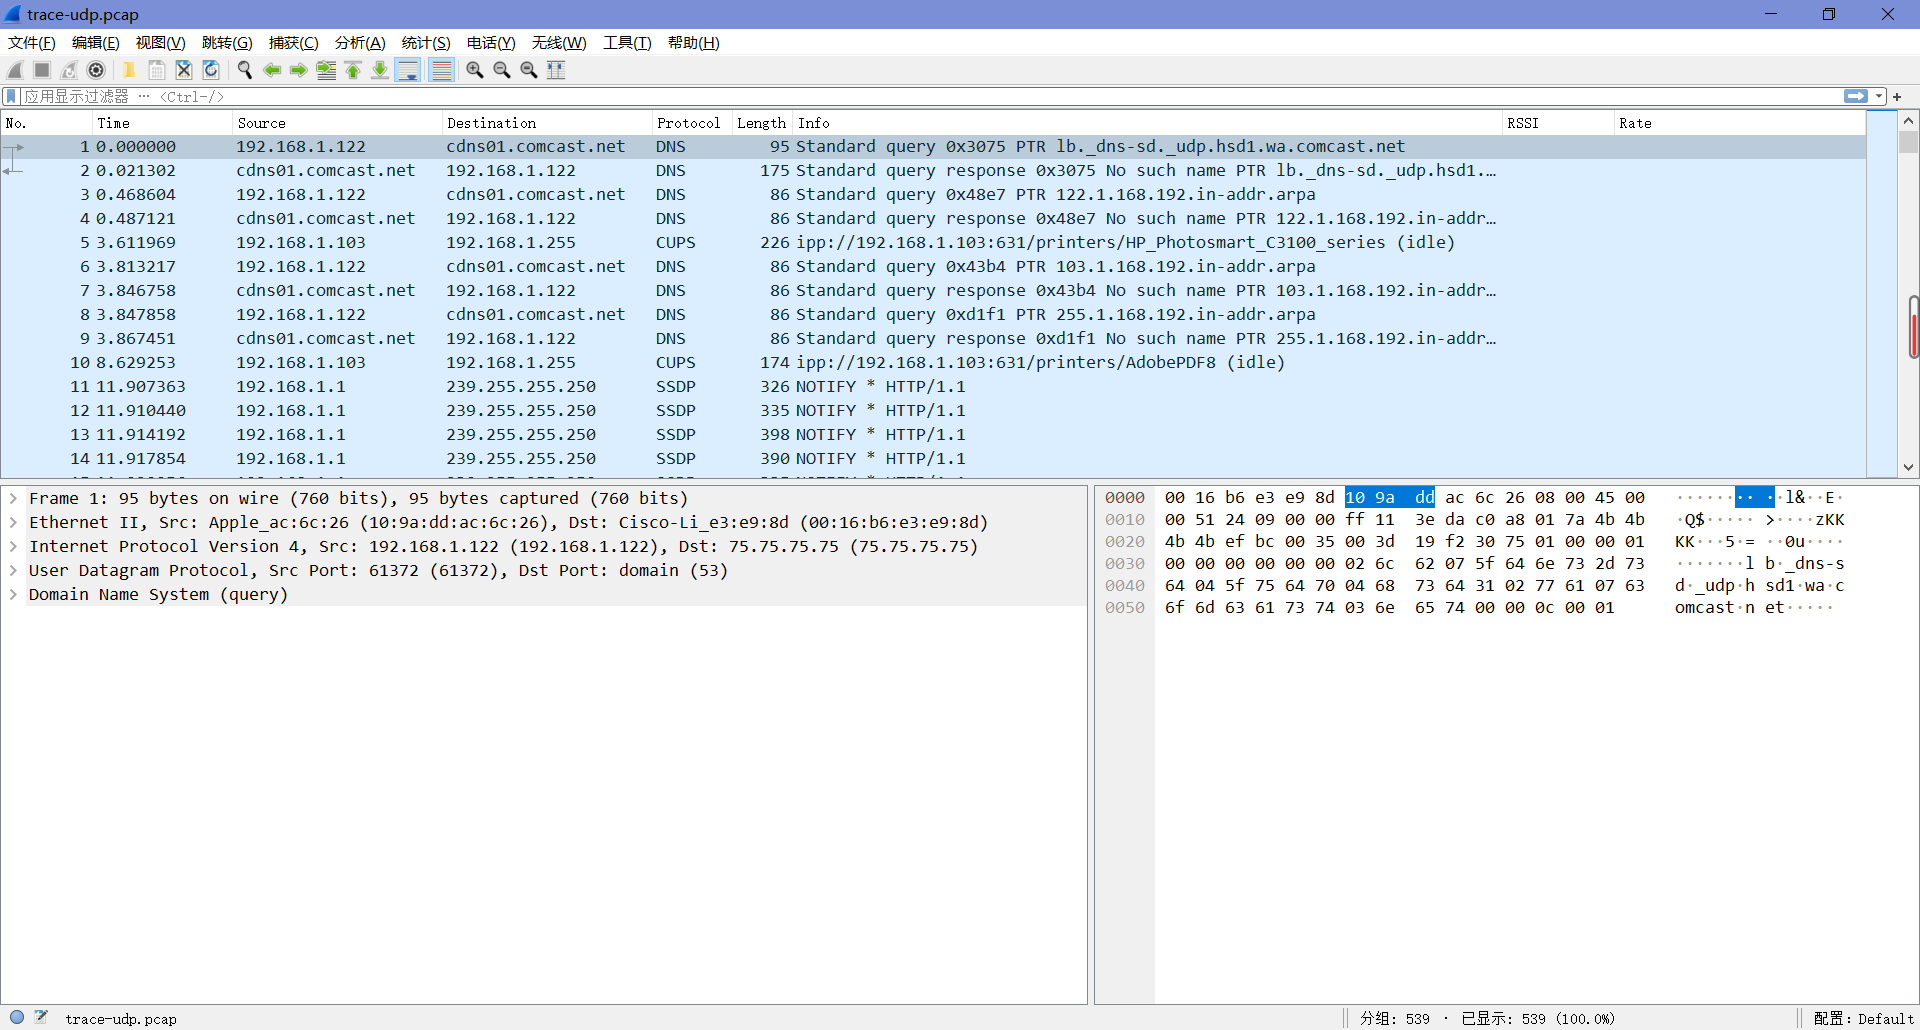 trace-udp.pcap
文件(F) 编辑(E) 视图(V) 跳转(G) 捕获(C) 分析(A) 统计(S) 电话(Y) 无线(W) 工具(T) 帮助(H)
应用显示过滤器 … <Ctrl-/>
No. Time Source Destination Protocol Length Info RSSI Rate
1 0.000000 192.168.1.122 cdns01.comcast.net DNS 95 Standard query 0x3075 PTR lb._dns-sd._udp.hsd1.wa.comcast.net
2 0.021302 cdns01.comcast.net 192.168.1.122 DNS 175 Standard query response 0x3075 No such name PTR lb._dns-sd._udp.hsd1.…
3 0.468604 192.168.1.122 cdns01.comcast.net DNS 86 Standard query 0x48e7 PTR 122.1.168.192.in-addr.arpa
4 0.487121 cdns01.comcast.net 192.168.1.122 DNS 86 Standard query response 0x48e7 No such name PTR 122.1.168.192.in-addr…
5 3.611969 192.168.1.103 192.168.1.255 CUPS 226 ipp://192.168.1.103:631/printers/HP_Photosmart_C3100_series (idle)
6 3.813217 192.168.1.122 cdns01.comcast.net DNS 86 Standard query 0x43b4 PTR 103.1.168.192.in-addr.arpa
7 3.846758 cdns01.comcast.net 192.168.1.122 DNS 86 Standard query response 0x43b4 No such name PTR 103.1.168.192.in-addr…
8 3.847858 192.168.1.122 cdns01.comcast.net DNS 86 Standard query 0xd1f1 PTR 255.1.168.192.in-addr.arpa
9 3.867451 cdns01.comcast.net 192.168.1.122 DNS 86 Standard query response 0xd1f1 No such name PTR 255.1.168.192.in-addr…
10 8.629253 192.168.1.103 192.168.1.255 CUPS 174 ipp://192.168.1.103:631/printers/AdobePDF8 (idle)
11 11.907363 192.168.1.1 239.255.255.250 SSDP 326 NOTIFY * HTTP/1.1
12 11.910440 192.168.1.1 239.255.255.250 SSDP 335 NOTIFY * HTTP/1.1
13 11.914192 192.168.1.1 239.255.255.250 SSDP 398 NOTIFY * HTTP/1.1
14 11.917854 192.168.1.1 239.255.255.250 SSDP 390 NOTIFY * HTTP/1.1
Frame 1: 95 bytes on wire (760 bits), 95 bytes captured (760 bits)
Ethernet II, Src: Apple_ac:6c:26 (10:9a:dd:ac:6c:26), Dst: Cisco-Li_e3:e9:8d (00:16:b6:e3:e9:8d)
Internet Protocol Version 4, Src: 192.168.1.122 (192.168.1.122), Dst: 75.75.75.75 (75.75.75.75)
User Datagram Protocol, Src Port: 61372 (61372), Dst Port: domain (53)
Domain Name System (query)
0000 00 16 b6 e3 e9 8d 10 9a dd ac 6c 26 08 00 45 00 ·········· l&··E·
0010 00 51 24 09 00 00 ff 11 3e da c0 a8 01 7a 4b 4b ·Q$····· >····zKK
0020 4b 4b ef bc 00 35 00 3d 19 f2 30 75 01 00 00 01 KK···5·= ··0u····
0030 00 00 00 00 00 00 02 6c 62 07 5f 64 6e 73 2d 73 ·······l b·_dns-s
0040 64 04 5f 75 64 70 04 68 73 64 31 02 77 61 07 63 d·_udp·h sd1·wa·c
0050 6f 6d 63 61 73 74 03 6e 65 74 00 00 0c 00 01 omcast·n et·····
trace-udp.pcap 分组: 539 · 已显示: 539 (100.0%) 配置: Default